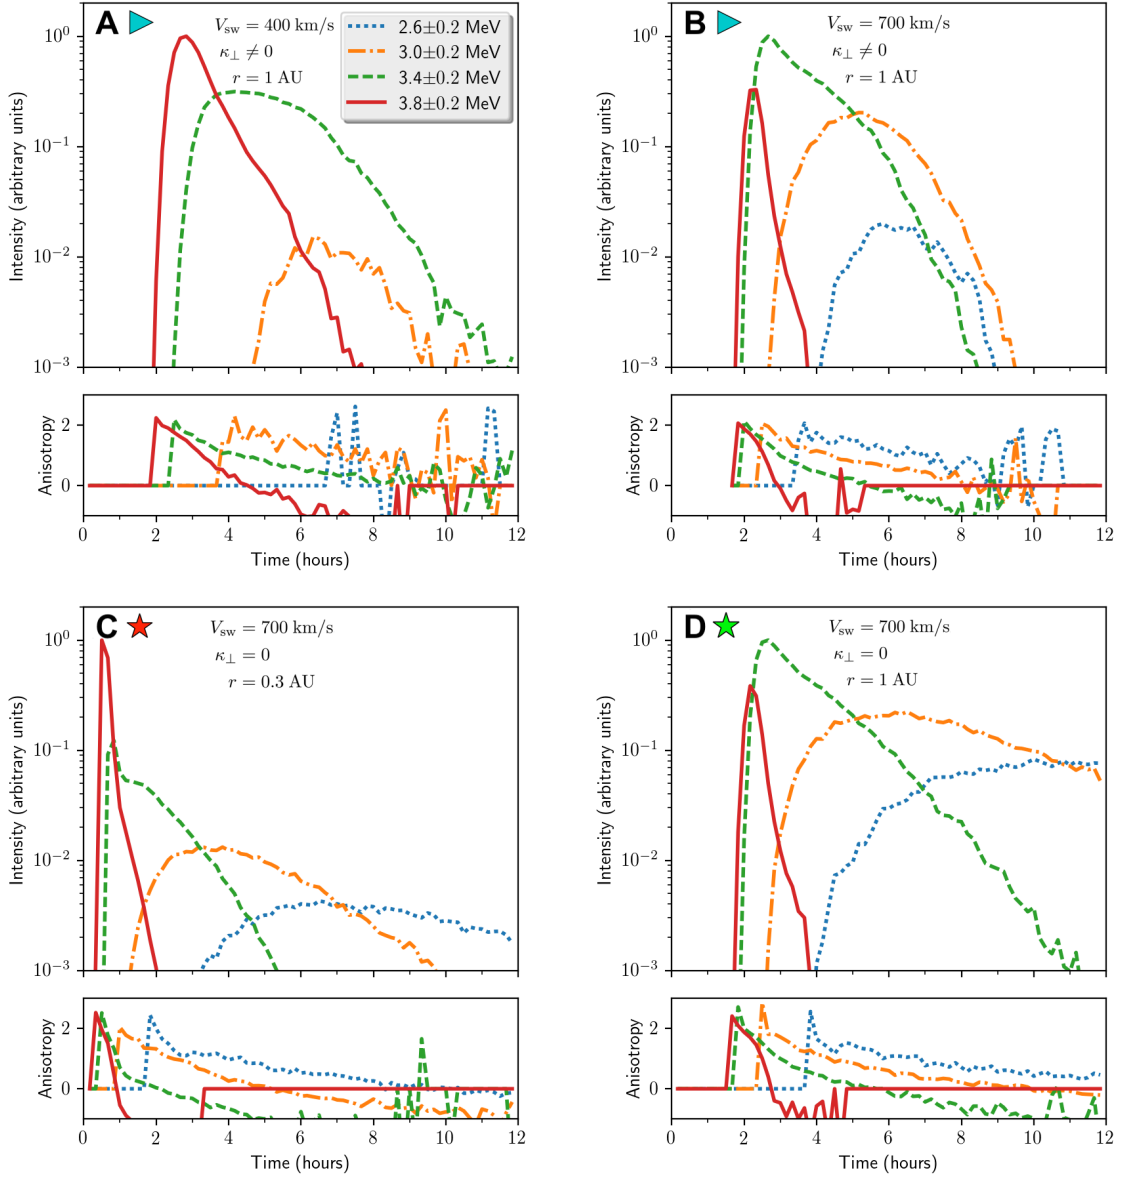 A
V_sw = 400 km/s
κ_⊥ ≠ 0
r = 1 AU
2.6±0.2 MeV
3.0±0.2 MeV
3.4±0.2 MeV
3.8±0.2 MeV
10^0
10^−1
10^−2
10^−3
Intensity (arbitrary units)
2
0
Anisotropy
0 2 4 6 8 10 12
Time (hours)
B
V_sw = 700 km/s
κ_⊥ ≠ 0
r = 1 AU
10^0
10^−1
10^−2
10^−3
Intensity (arbitrary units)
2
0
Anisotropy
0 2 4 6 8 10 12
Time (hours)
C
V_sw = 700 km/s
κ_⊥ = 0
r = 0.3 AU
10^0
10^−1
10^−2
10^−3
Intensity (arbitrary units)
2
0
Anisotropy
0 2 4 6 8 10 12
Time (hours)
D
V_sw = 700 km/s
κ_⊥ = 0
r = 1 AU
10^0
10^−1
10^−2
10^−3
Intensity (arbitrary units)
2
0
Anisotropy
0 2 4 6 8 10 12
Time (hours)